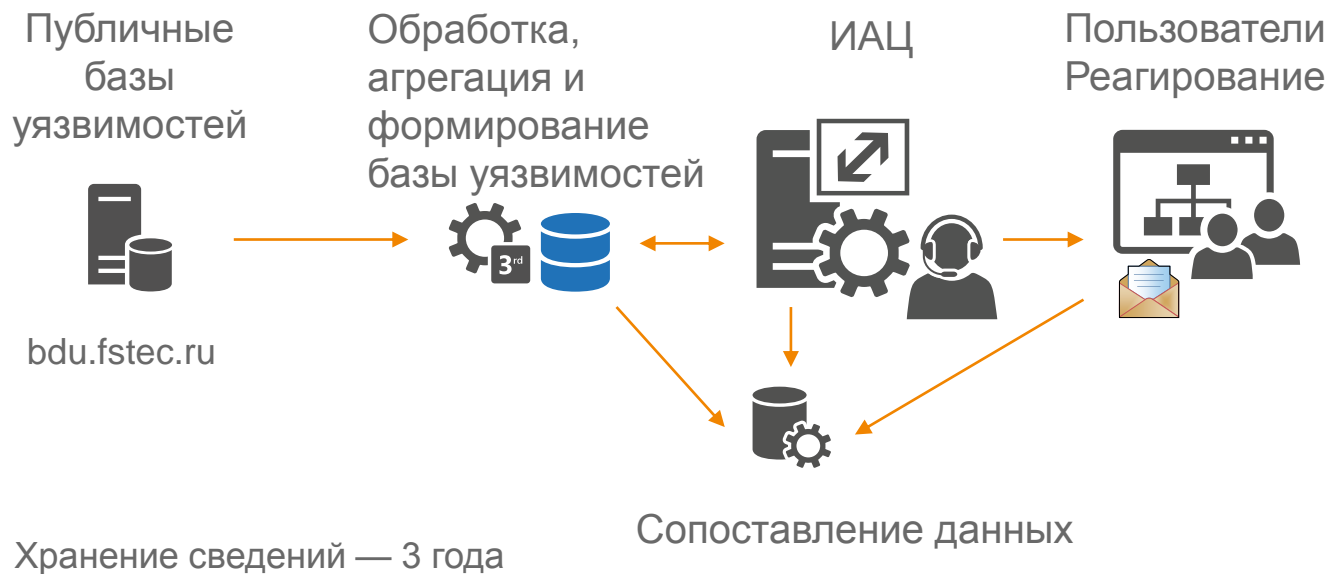 Публичные
базы
уязвимостей
Обработка,
агрегация и
формирование
базы уязвимостей
ИАЦ
Пользователи
Реагирование
3rd
bdu.fstec.ru
Сопоставление данных
Хранение сведений — 3 года